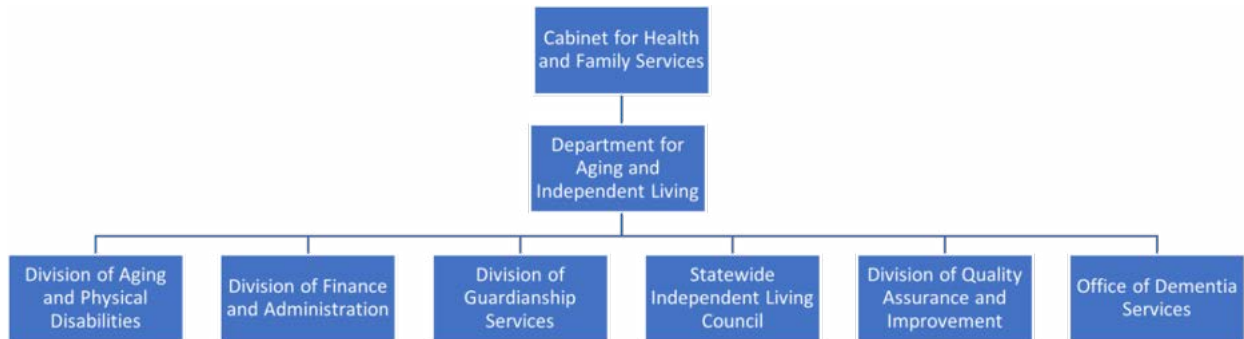 Cabinet for Health
and Family Services
Department for
Aging and
Independent Living
Division of Aging
and Physical
Disabilities
Division of Finance
and Administration
Division of
Guardianship
Services
Statewide
Independent Living
Council
Division of Quality
Assurance and
Improvement
Office of Dementia
Services